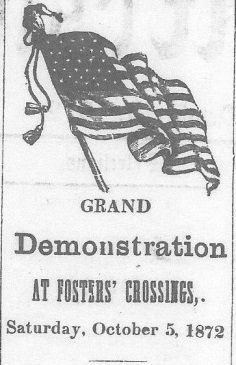 GRAND
Demonstration
AT FOSTERS' CROSSINGS,.
Saturday, October 5, 1872